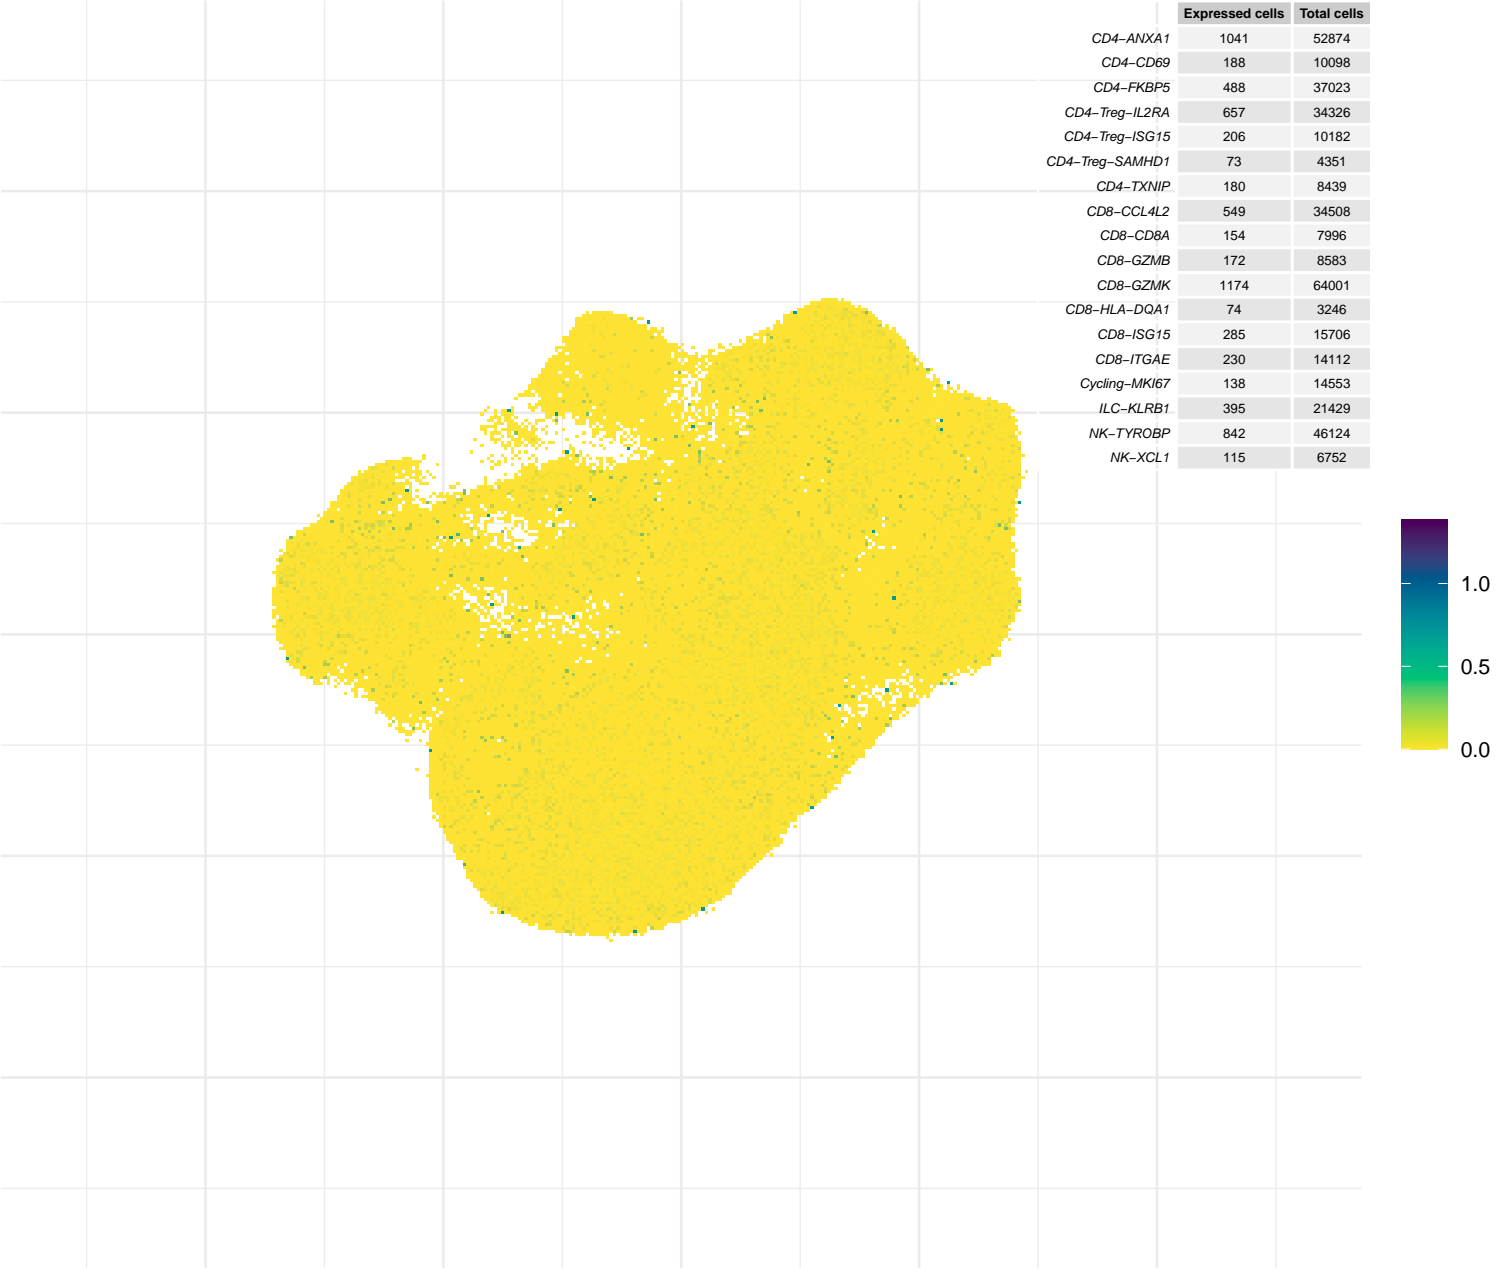 Expressed cells Total cells
CD4−ANXA1 1041 52874
CD4−CD69 188 10098
CD4−FKBP5 488 37023
CD4−Treg−IL2RA 657 34326
CD4−Treg−ISG15 206 10182
CD4−Treg−SAMHD1 73 4351
CD4−TXNIP 180 8439
CD8−CCL4L2 549 34508
CD8−CD8A 154 7996
CD8−GZMB 172 8583
CD8−GZMK 1174 64001
CD8−HLA−DQA1 74 3246
CD8−ISG15 285 15706
CD8−ITGAE 230 14112
Cycling−MKI67 138 14553
ILC−KLRB1 395 21429
NK−TYROBP 842 46124
NK−XCL1 115 6752
1.0
0.5
0.0